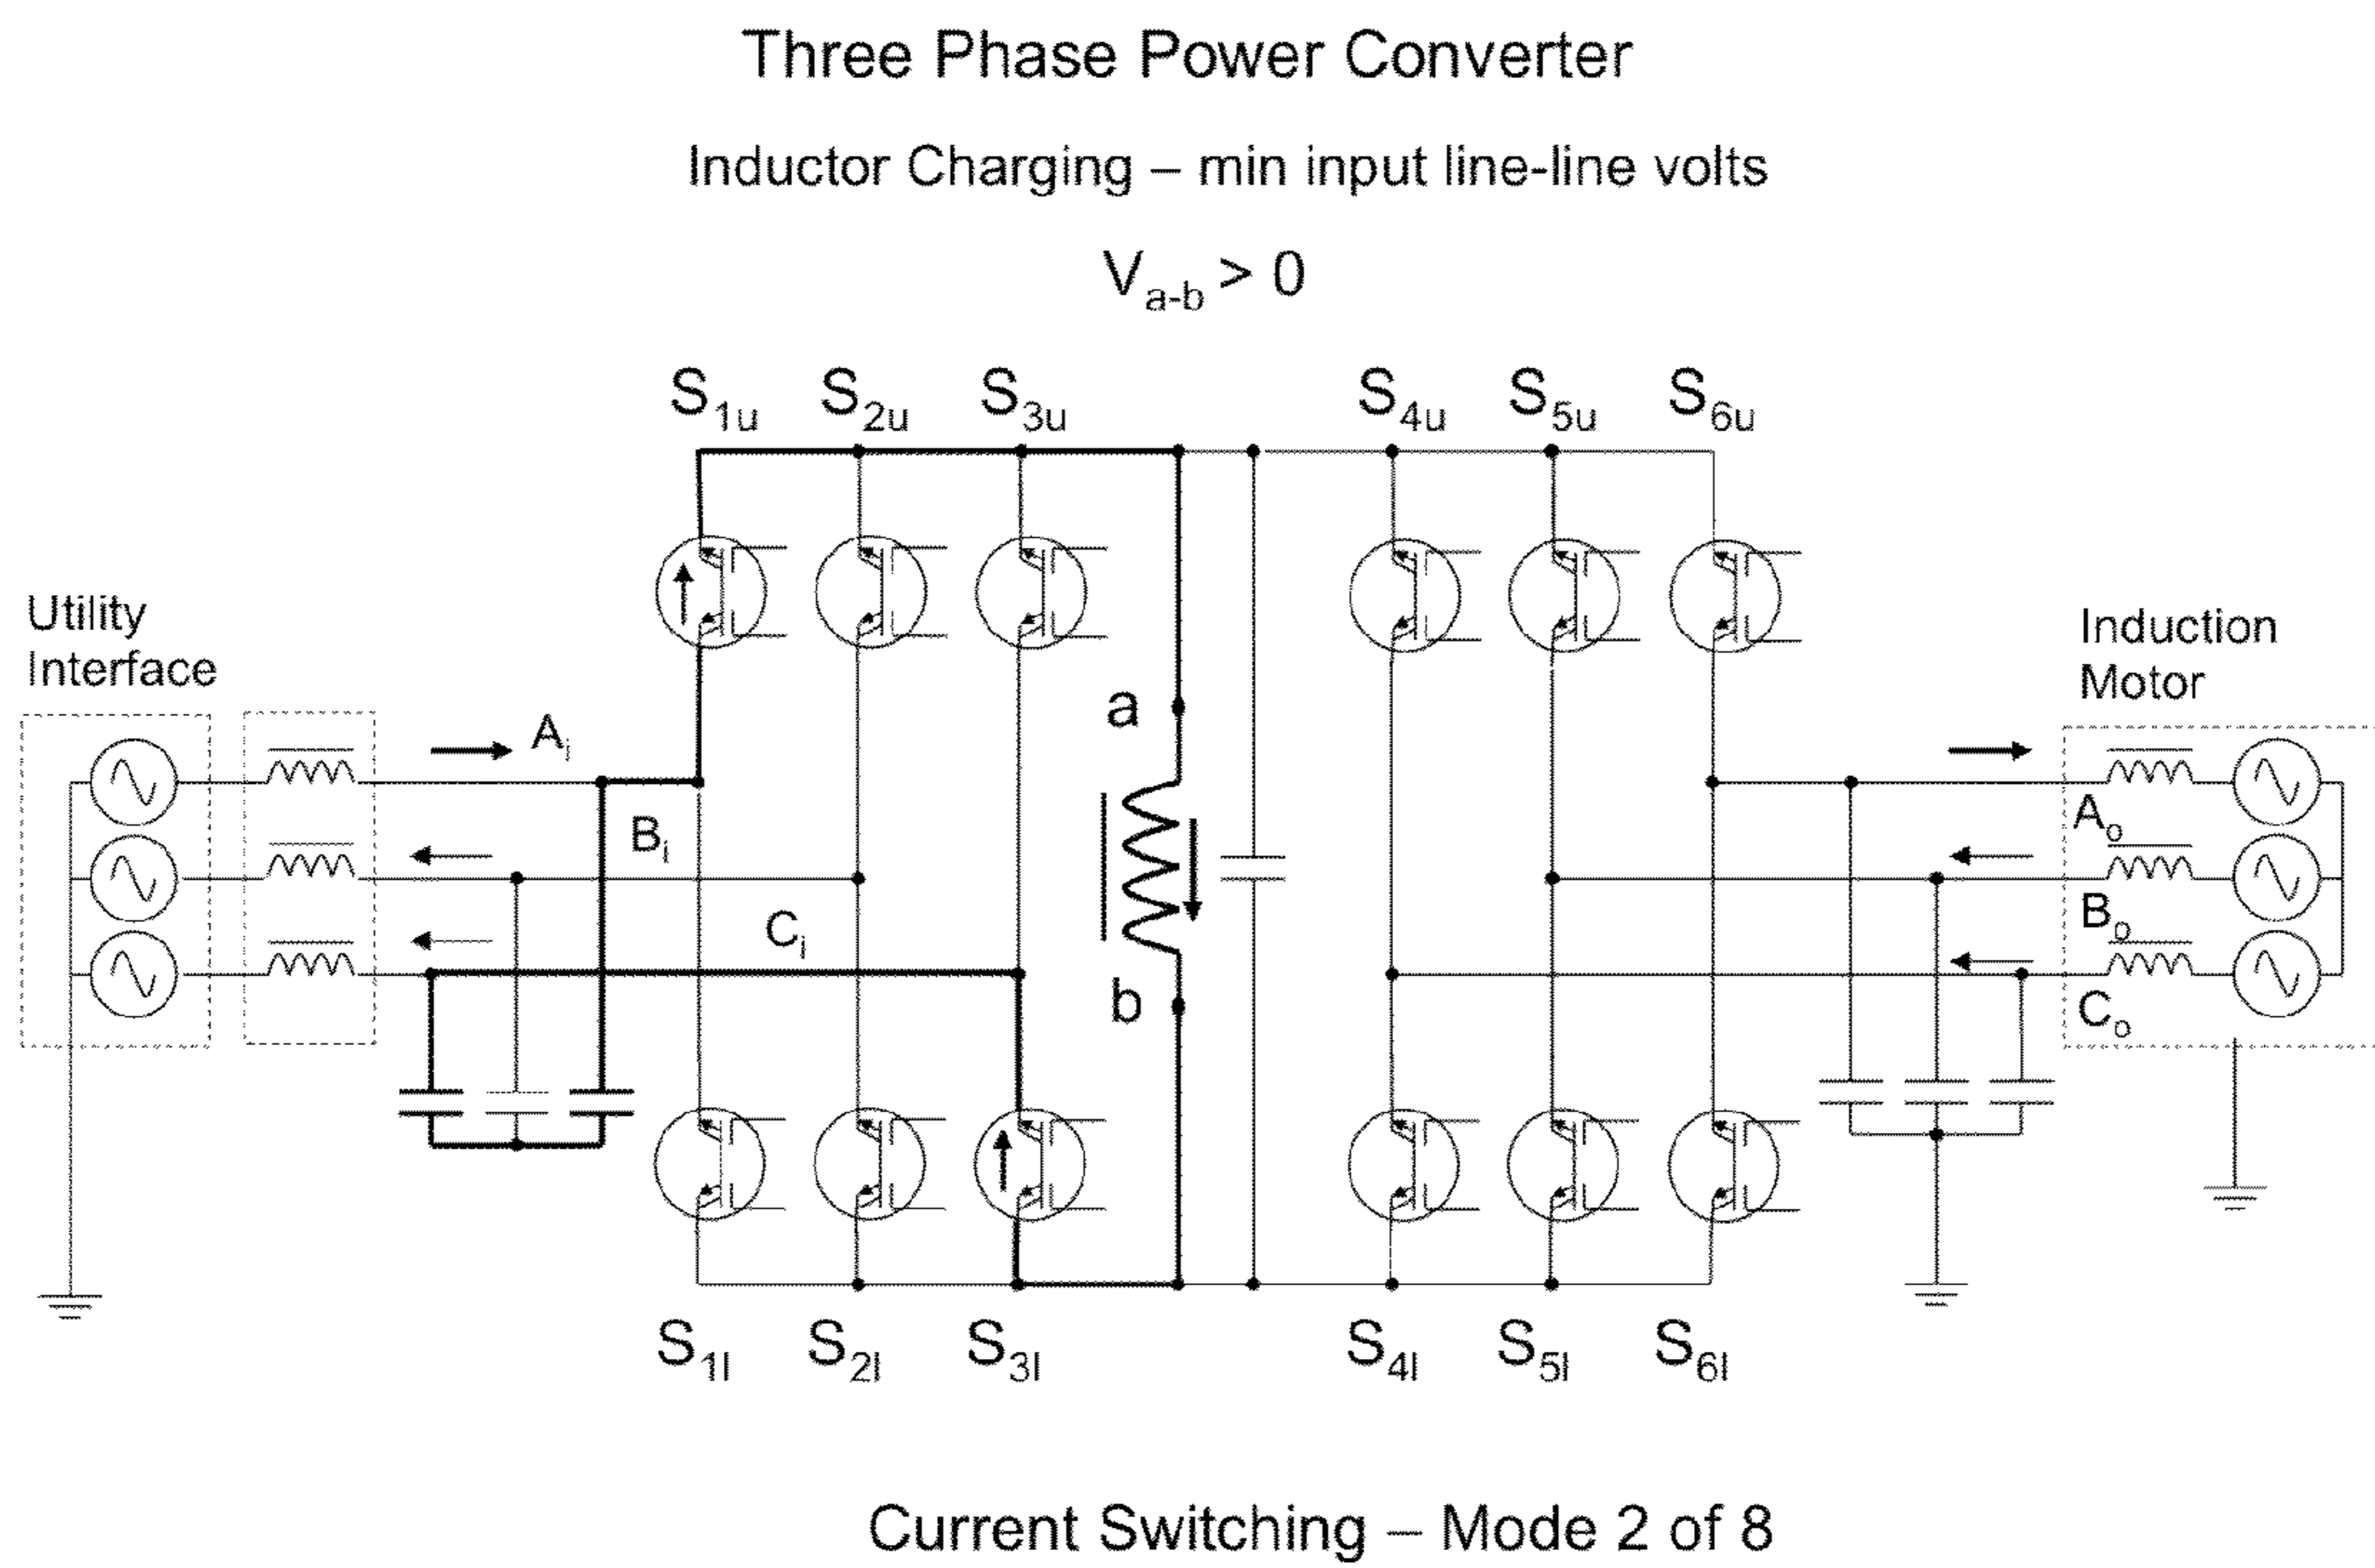 Three Phase Power Converter
Inductor Charging – min input line-line volts
Va-b > 0
S1u S2u S3u S4u S5u S6u
Utility
Interface
Induction
Motor
a
Ai
Bi
Ao
Ci
Bo
b
Co
S1l S2l S3l S4l S5l S6l
Current Switching – Mode 2 of 8